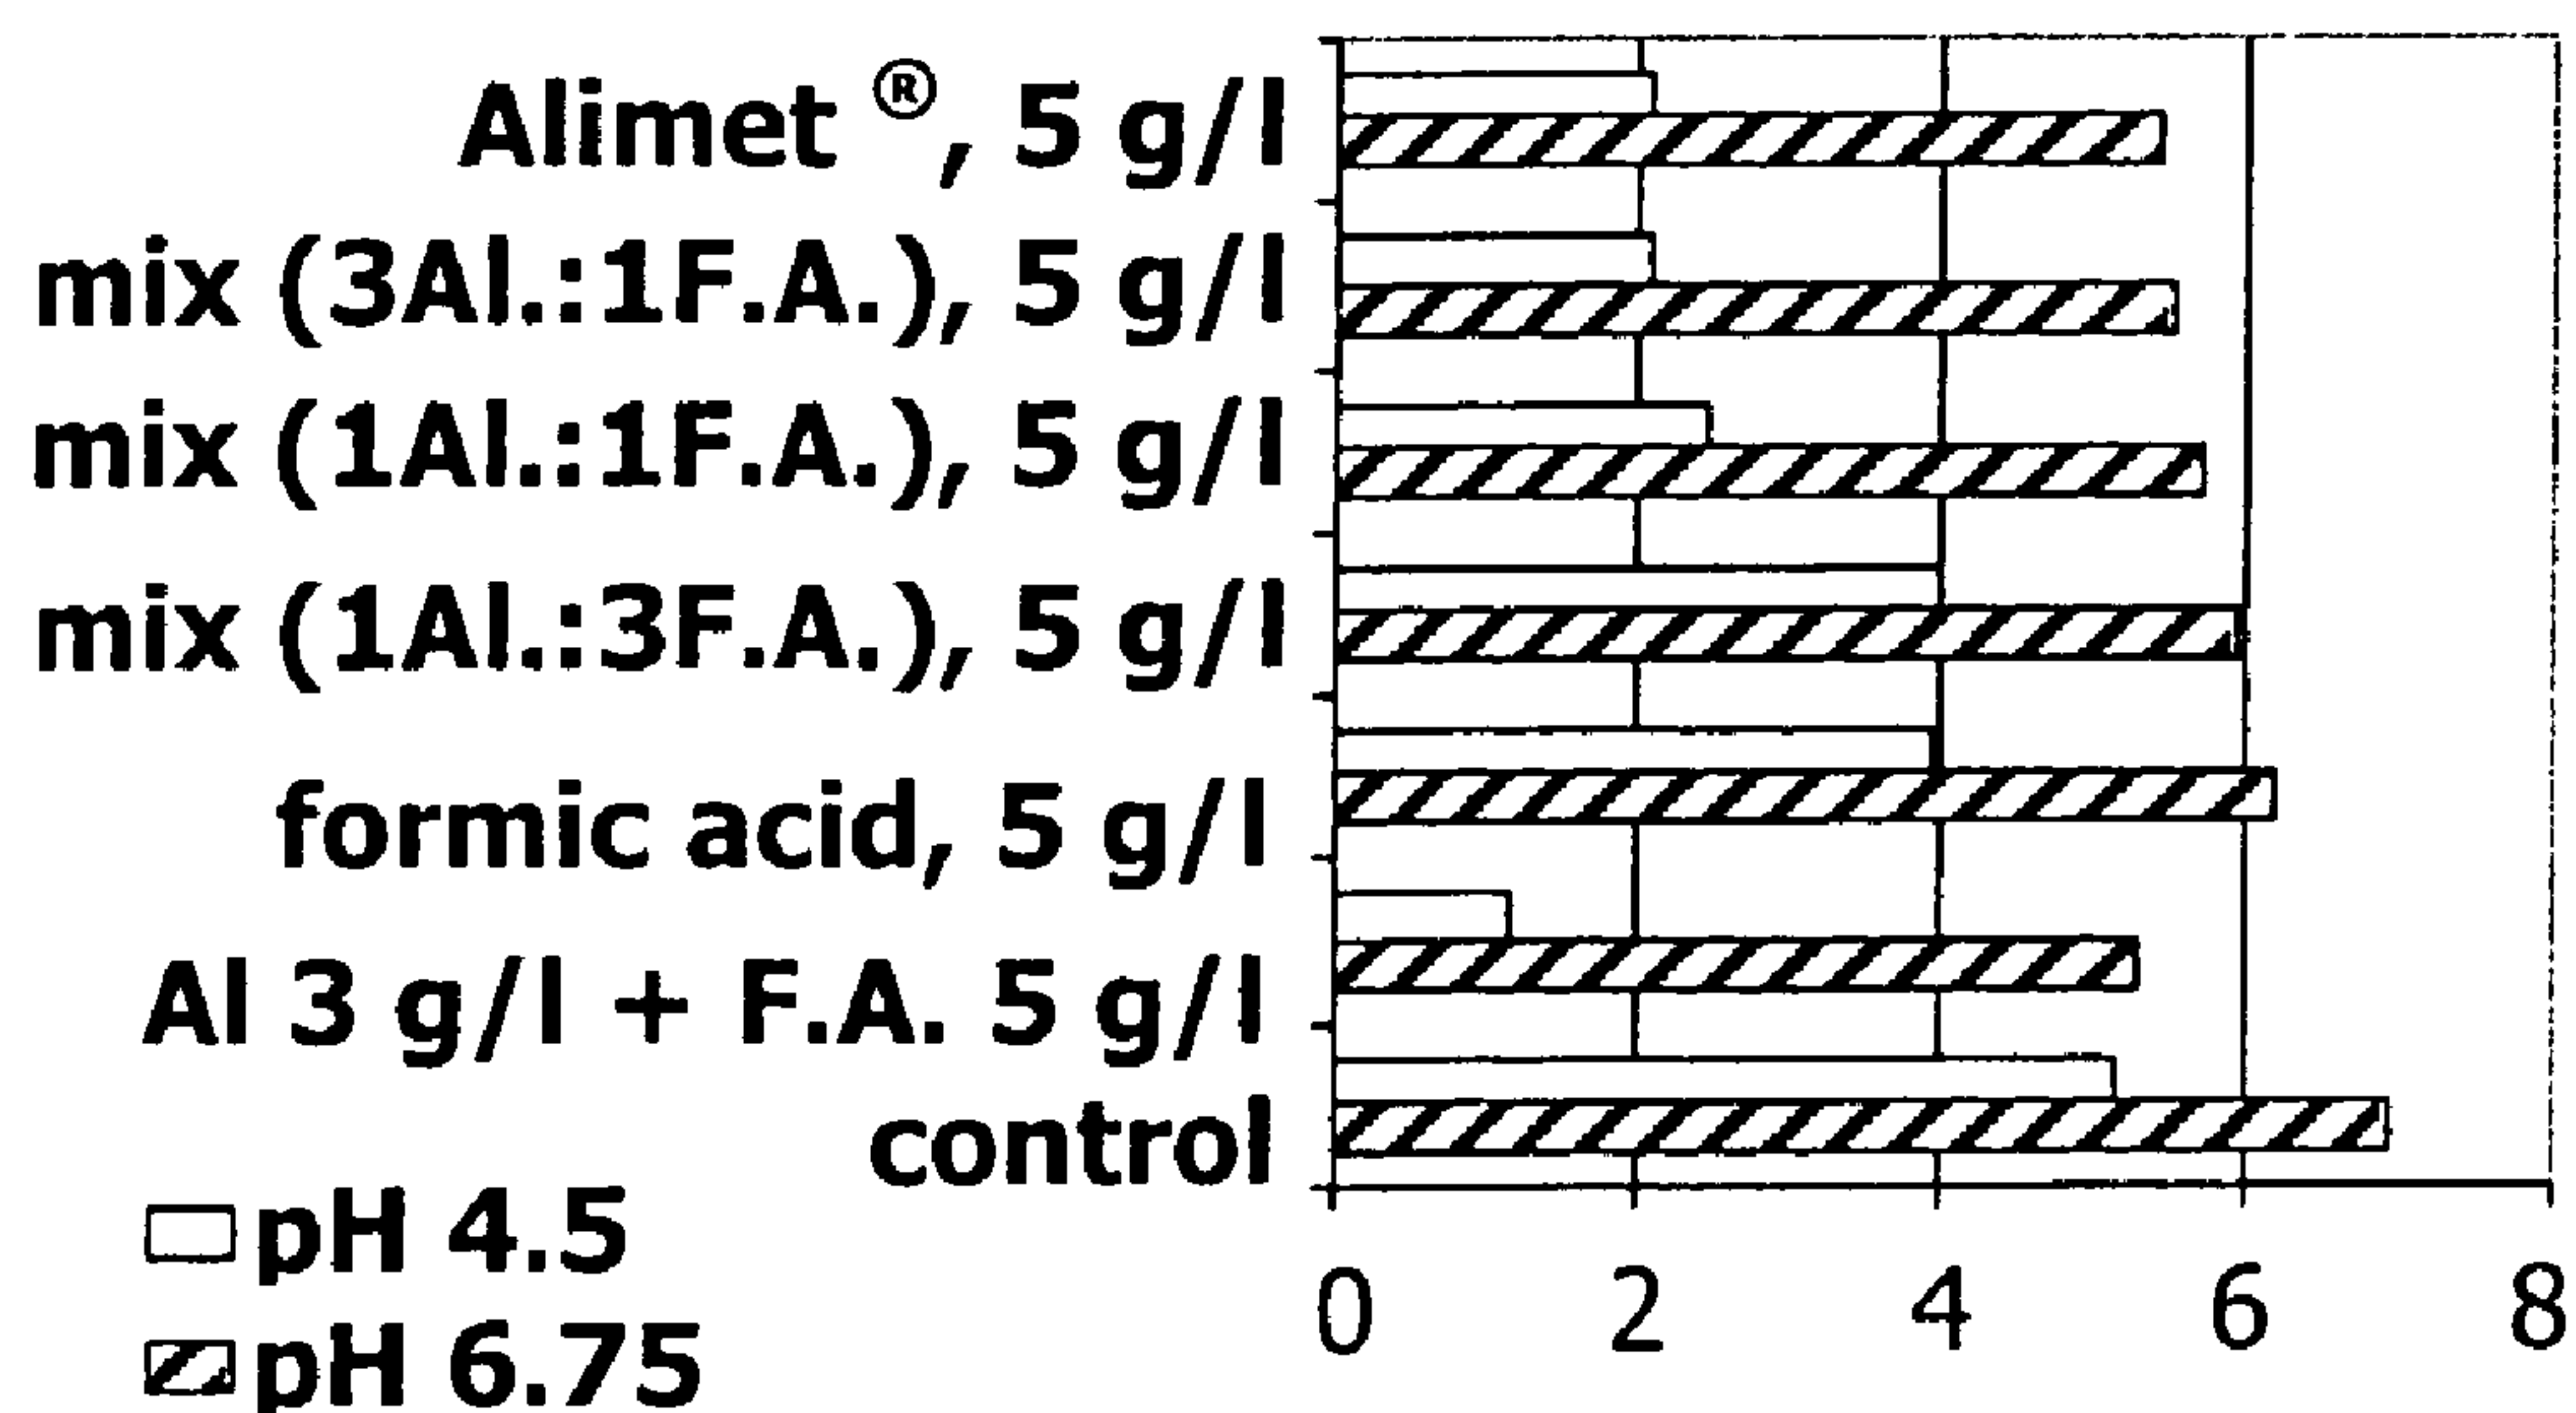 Alimet ®, 5 g/l
mix (3Al.:1F.A.), 5 g/l
mix (1Al.:1F.A.), 5 g/l
mix (1Al.:3F.A.), 5 g/l
formic acid, 5 g/l
Al 3 g/l + F.A. 5 g/l
control
pH 4.5
pH 6.75
0 2 4 6 8